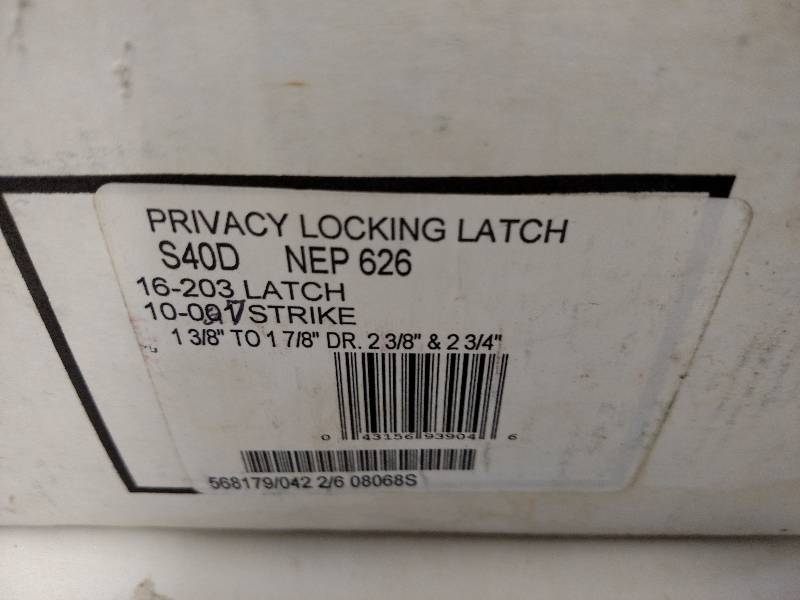 PRIVACY LOCKING LATCH
S40D NEP 626
16-203 LATCH
STRIKE
1 3/8" TO 1 7/8" DR. 2 3/8" & 2 3/4"
0 43156 93904 6
568179/042 2/6 08068S